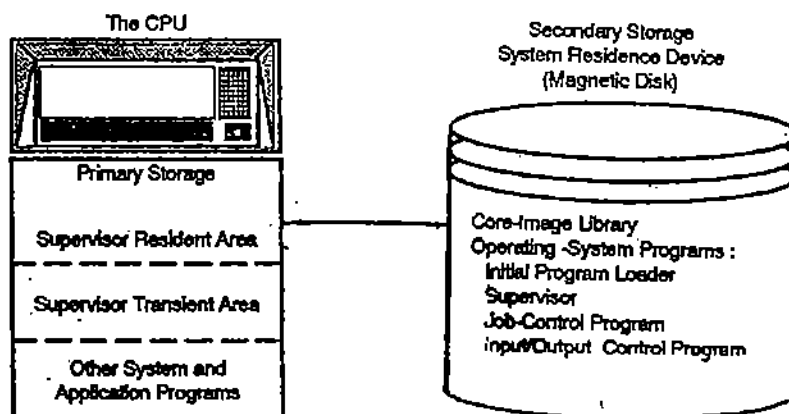 The CPU
Primary Storage
Supervisor Resident Area
Supervisor Transient Area
Other System and
Application Programs
Secondary Storage
System Residence Device
(Magnetic Disk)
Core-Image Library
Operating -System Programs :
Initial Program Loader
Supervisor
Job-Control Program
Input/Output Control Program